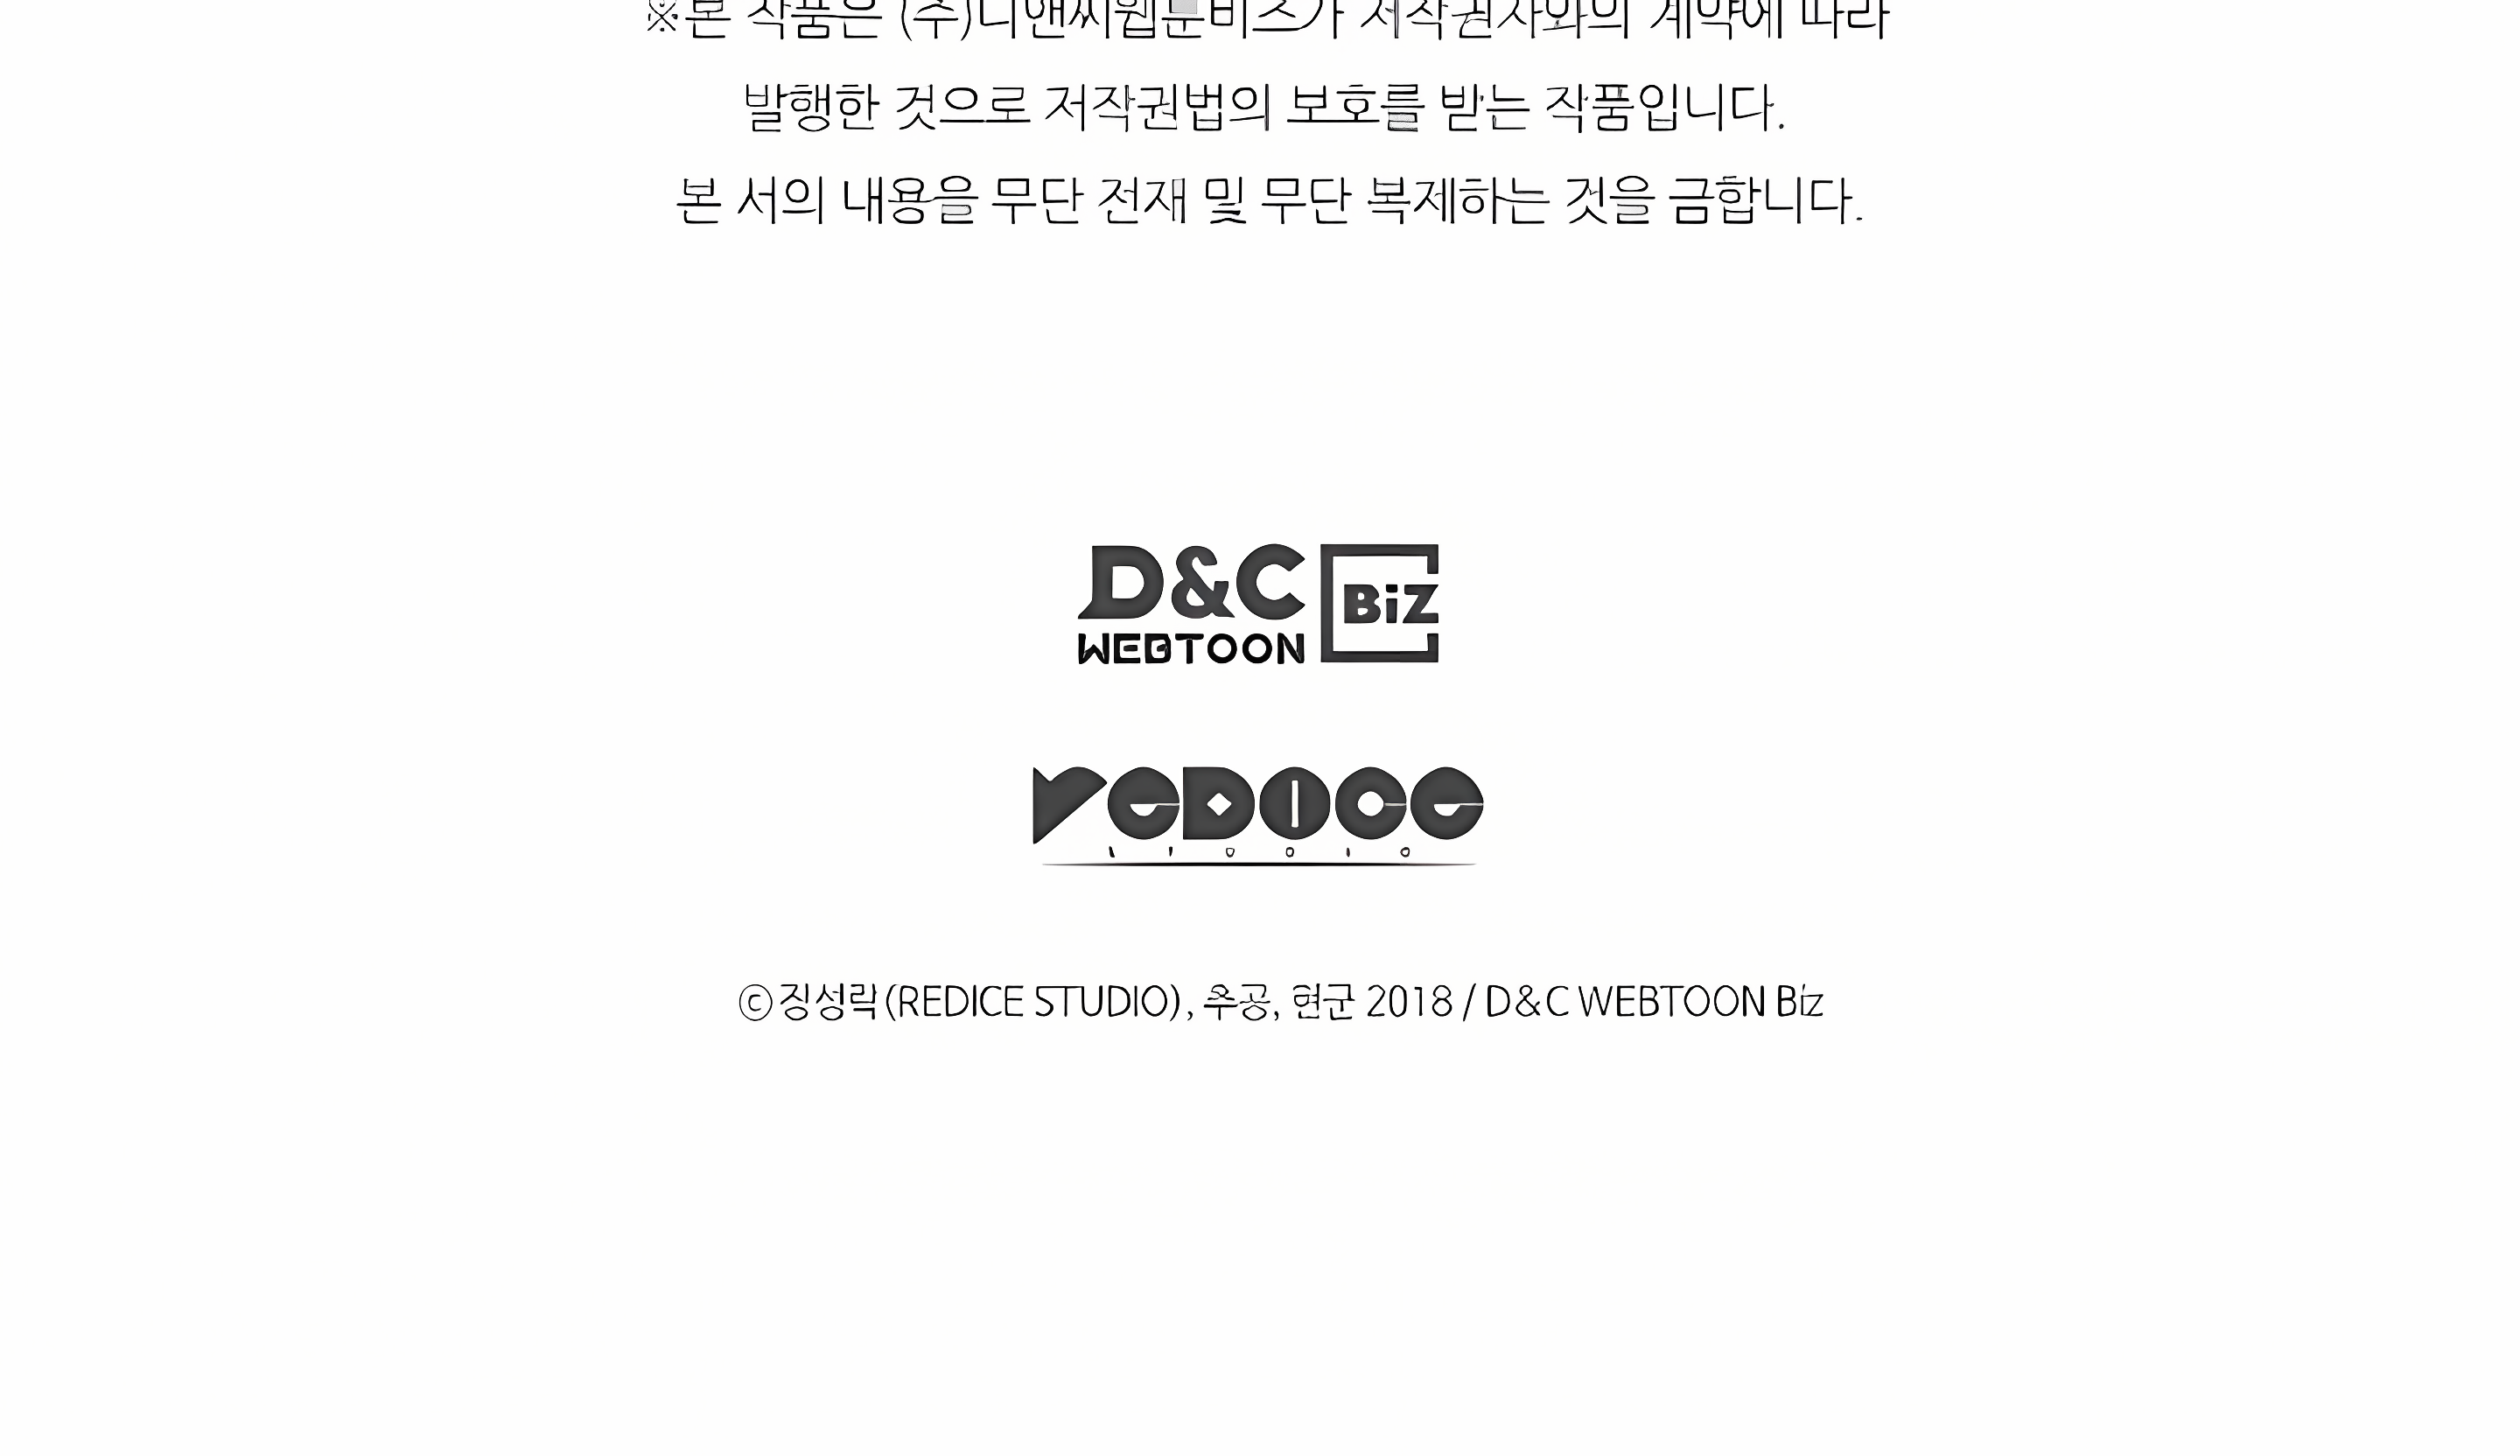 ※본 작품은 (주)디앤씨웹툰비즈가 저작권자와의 계약에 따라
발행한 것으로 저작권법의 보호를 받는 작품입니다.
본 서의 내용을 무단 전재 및 무단 복제하는 것을 금합니다.
D&C BiZ
WEBTOON
REDICE
©장성락(REDICE STUDIO), 추공, 현군 2018 / D&C WEBTOON Biz